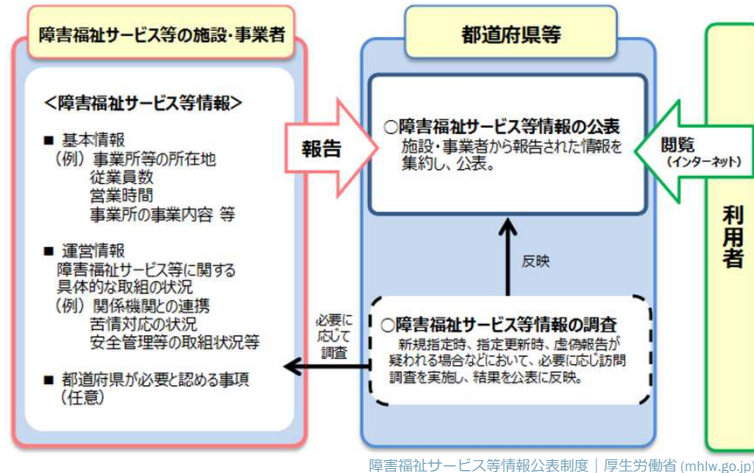 障害福祉サービス等の施設・事業者
＜障害福祉サービス等情報＞
■ 基本情報
（例）事業所等の所在地
従業員数
営業時間
事業所の事業内容 等
■ 運営情報
障害福祉サービス等に関する
具体的な取組の状況
（例）関係機関との連携
苦情対応の状況
安全管理等の取組状況等
■ 都道府県が必要と認める事項
（任意）
報告
必要に
応じて
調査
都道府県等
○障害福祉サービス等情報の公表
施設・事業者から報告された情報を
集約し、公表。
反映
○障害福祉サービス等情報の調査
新規指定時、指定更新時、虚偽報告が
疑われる場合などにおいて、必要に応じ訪問
調査を実施し、結果を公表に反映。
閲覧
（インターネット）
利用者
障害福祉サービス等情報公表制度｜厚生労働省 (mhlw.go.jp)